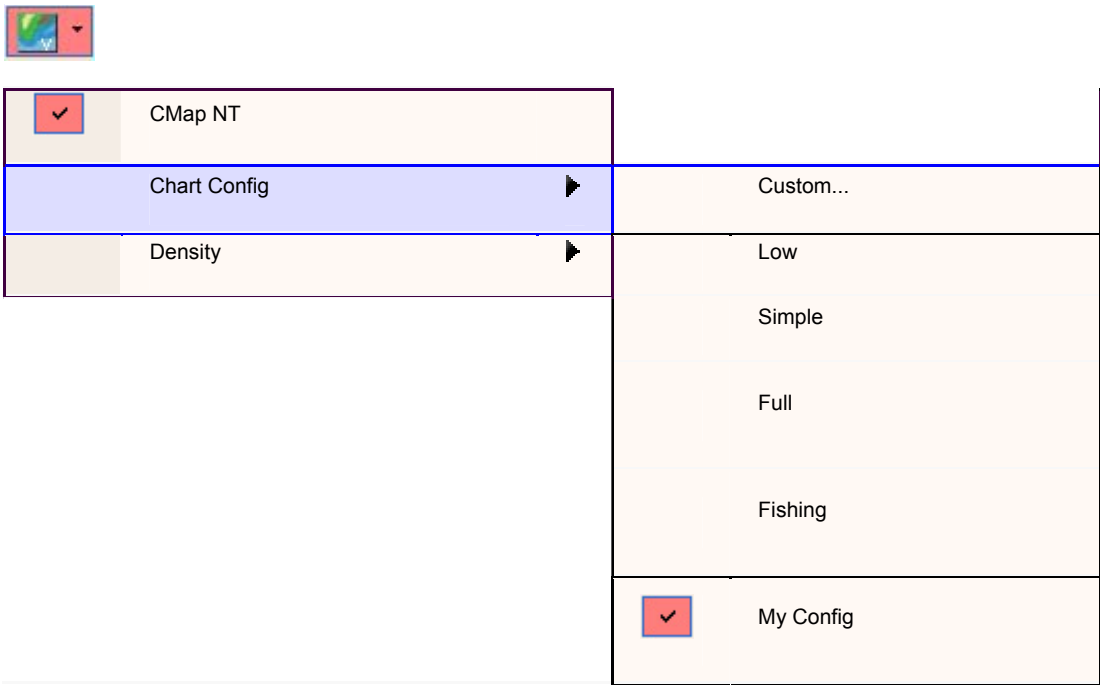 CMap NT
Chart Config
Custom...
Density
Low
Simple
Full
Fishing
My Config